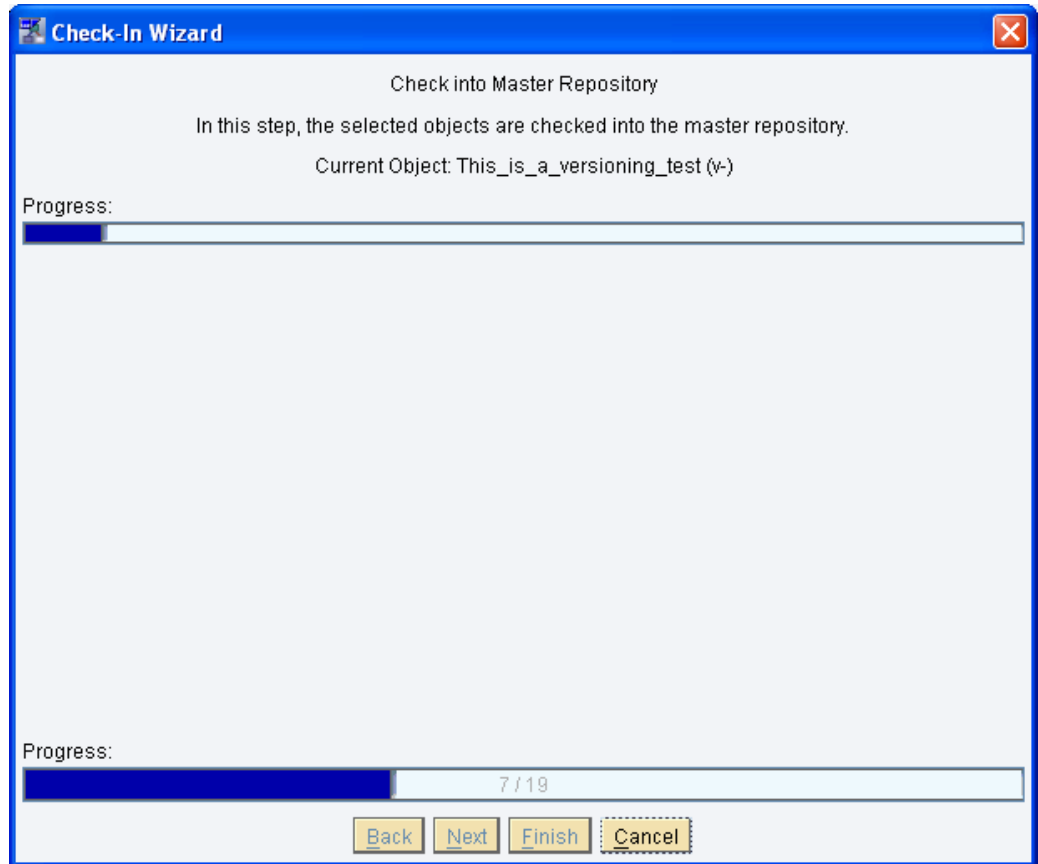 Check-In Wizard
Check into Master Repository
In this step, the selected objects are checked into the master repository.
Current Object: This_is_a_versioning_test (v-)
Progress:
Progress:
7 / 19
Back Next Finish Cancel